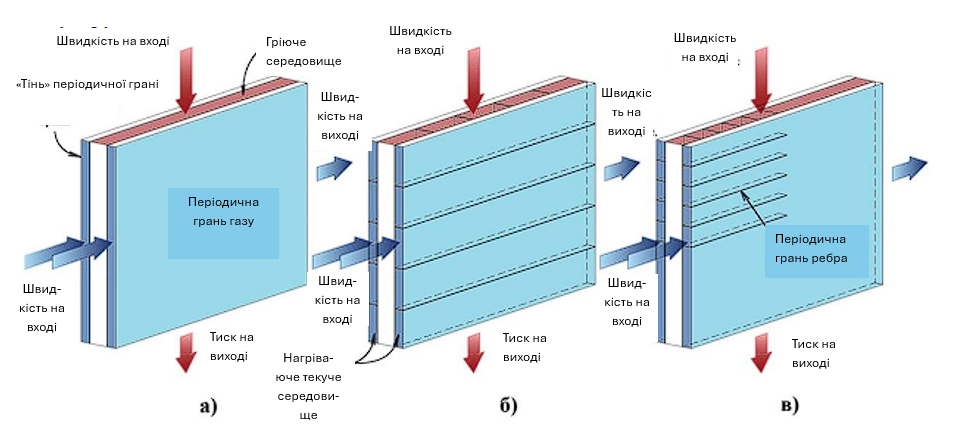 Швидкість на вході
Гріюче
середовище
«Тінь» періодичної грані
Періодична
грань газу
Швид-
кість на
вході
Тиск на
виході
а)
Швидкість
на вході
Швид-
кість на
виході
Швид-
кість на
вході
Нагріва-
юче текуче
середови-
ще
Тиск на
виході
б)
Швидкість
на вході
Швидкіс
ть на
виході
Періодична
грань ребра
Швид-
кість на
вході
Тиск на
виході
в)